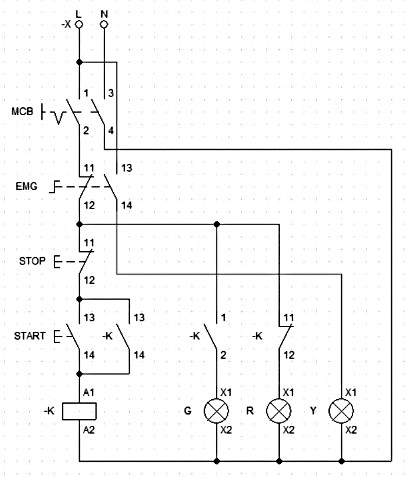 L N
-X
1 3
MCB
2 4
11 13
EMG
12 14
11
STOP
12
13 13 1 11
START -K -K -K
14 14 2 12
A1 X1 X1 X1
-K G R Y
A2 X2 X2 X2